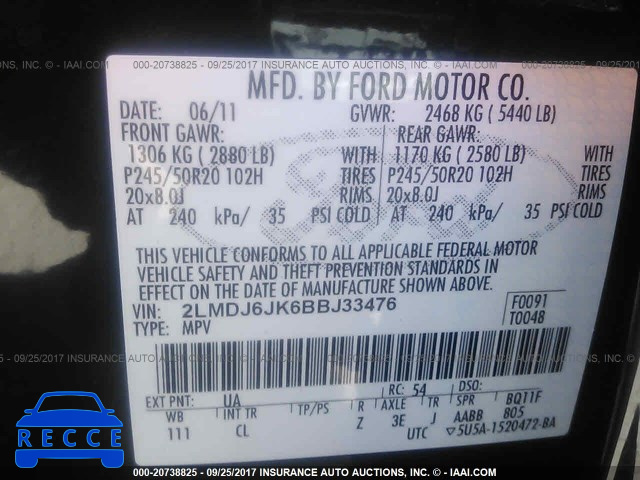 000-20738825 - 09/25/2017 INSURANCE AUTO AUCTIONS, INC. - IAAI.COM
MFD. BY FORD MOTOR CO.
DATE: 06/11 GVWR: 2468 KG ( 5440 LB)
FRONT GAWR: REAR GAWR:
1306 KG ( 2880 LB) WITH 1170 KG ( 2580 LB) WITH
P245/50R20 102H TIRES P245/50R20 102H TIRES
20x8.0J RIMS 20x8.0J RIMS
AT 240 kPa/ 35 PSI COLD AT 240 kPa/ 35 PSI COLD
Ford
THIS VEHICLE CONFORMS TO ALL APPLICABLE FEDERAL MOTOR
VEHICLE SAFETY AND THEFT PREVENTION STANDARDS IN
EFFECT ON THE DATE OF MANUFACTURE SHOWN ABOVE.
VIN: 2LMDJ6JK6BBJ33476 F0091
TYPE: MPV T0048
EXT PNT: UA RC: 54 DSO:
WB INT TR TP/PS R AXLE TR SPR BQ11F
111 CL Z 3E J AABB 805
UTC ▽5U5A-1520472-BA
BIDFAX
RECCE
000-20738825 - 09/25/2017 INSURANCE AUTO AUCTIONS, INC. - IAAI.COM